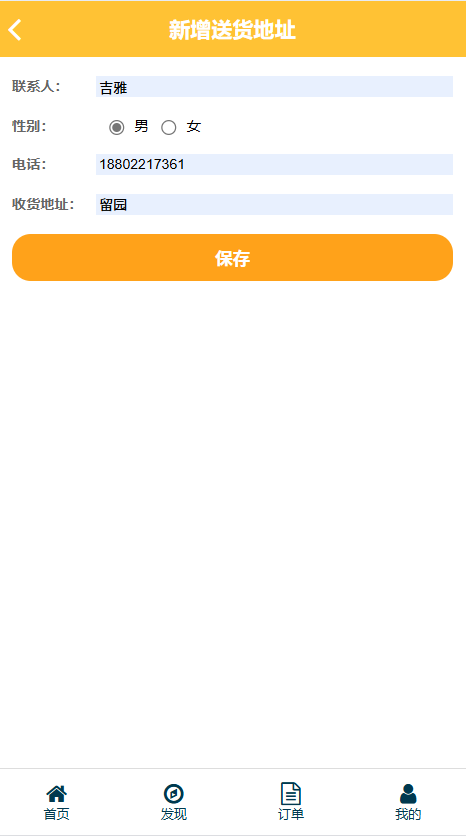 新增送货地址
联系人： 吉雅
性别： 男 女
电话： 18802217361
收货地址： 留园
保存
首页 发现 订单 我的